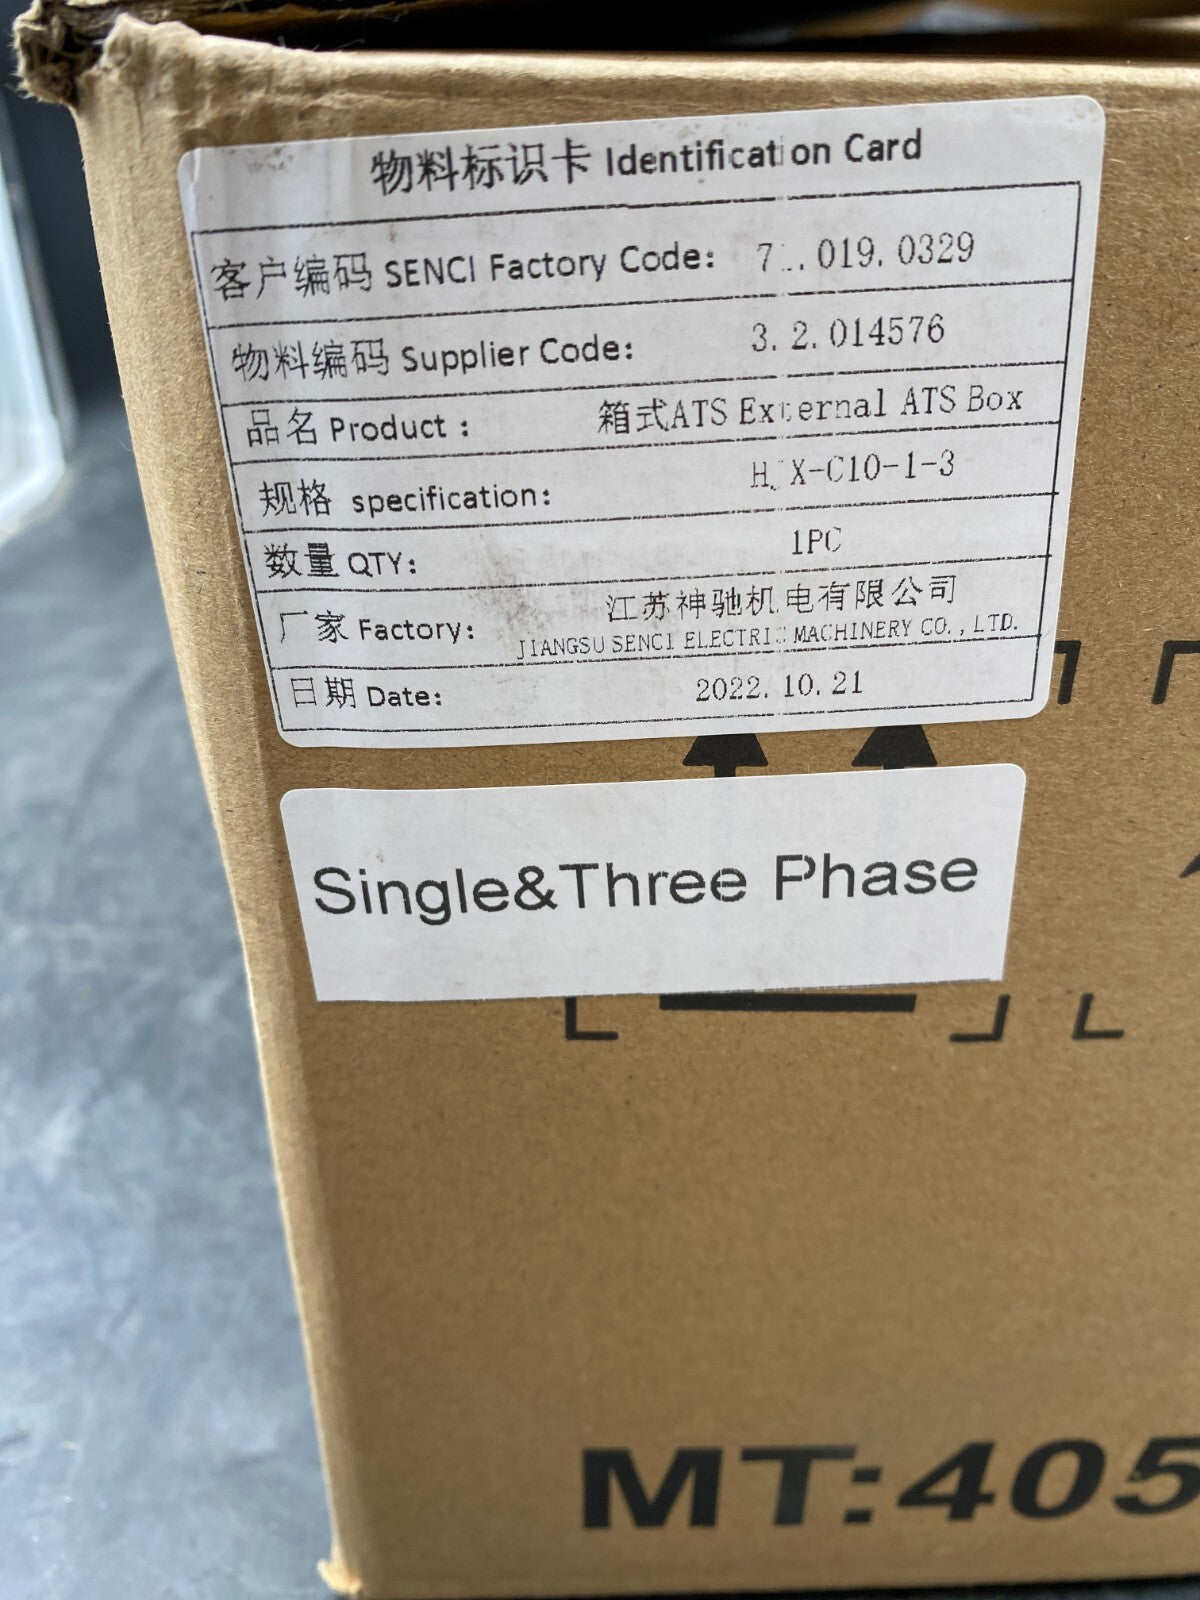 物料标识卡 Identification Card
客户编码 SENCI Factory Code: .019.0329
物料编码 Supplier Code: 3.2.014576
品名 Product : 箱式ATS External ATS Box
规格 specification: X-C10-1-3
数量 QTY: 1PC
厂家 Factory: 江苏神驰机电有限公司
JIANGSU SENCI ELECTRIC MACHINERY CO.,LTD.
日期 Date: 2022.10.21
Single&Three Phase
MT:405